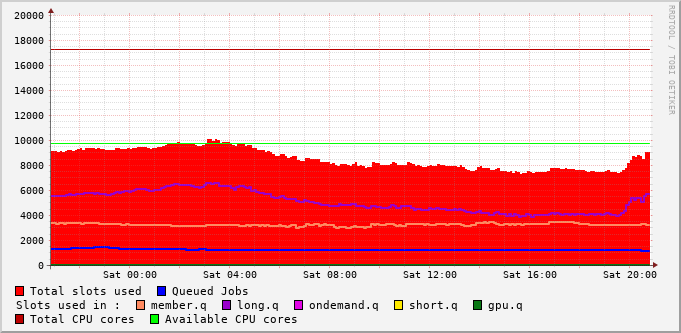 RRDTOOL / TOBI OETIKER
20000
18000
16000
14000
12000
10000
8000
6000
4000
2000
0
Sat 00:00 Sat 04:00 Sat 08:00 Sat 12:00 Sat 16:00 Sat 20:00
Total slots used Queued Jobs
Slots used in : member.q long.q ondemand.q short.q gpu.q
Total CPU cores Available CPU cores